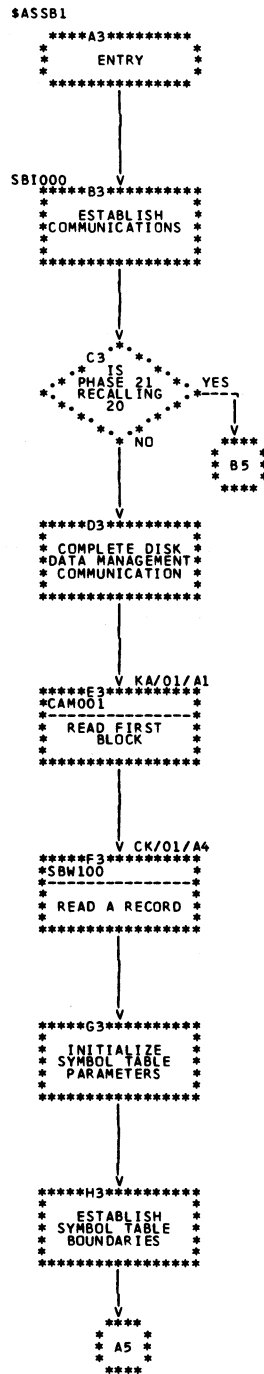 $ASSB1
*****A3**********
ENTRY
*****************
SBI000
*****B3**********
ESTABLISH
COMMUNICATIONS
*****************
C3
IS
PHASE 21
RECALLING
20
YES
NO
****
B5
****
*****D3**********
COMPLETE DISK
DATA MANAGEMENT
COMMUNICATION
*****************
KA/01/A1
*****E3**********
*CAM001 *
READ FIRST
BLOCK
*****************
CK/01/A4
*****F3**********
*SBW100 *
READ A RECORD
*****************
*****G3**********
INITIALIZE
SYMBOL TABLE
PARAMETERS
*****************
*****H3**********
ESTABLISH
SYMBOL TABLE
BOUNDARIES
*****************
****
A5
****